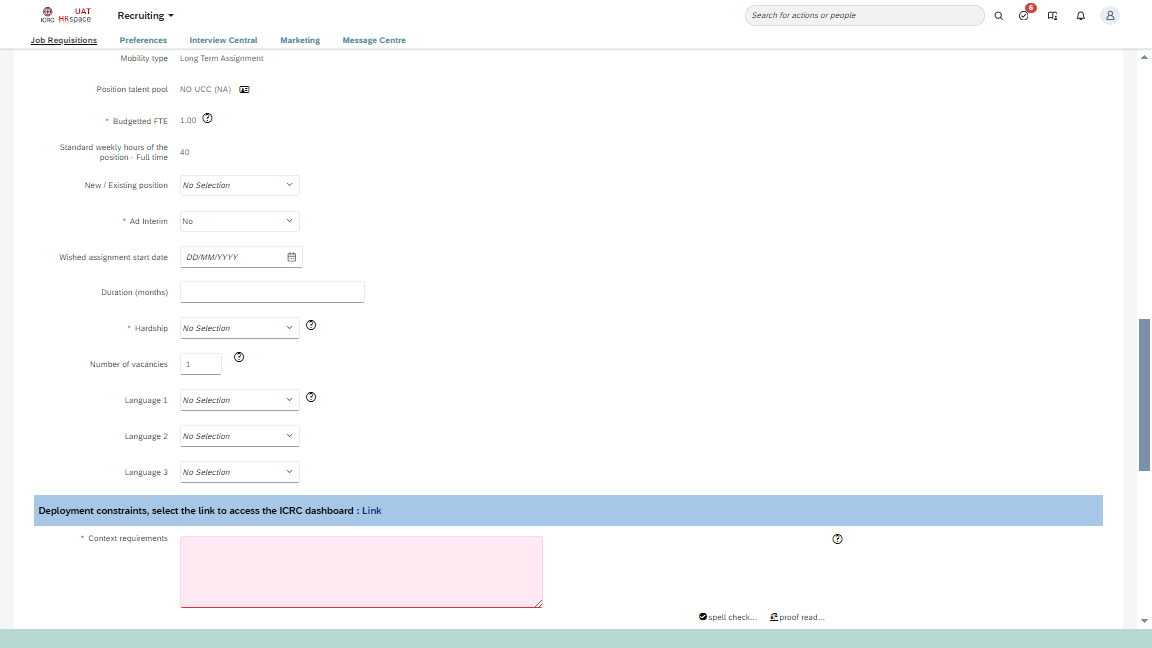 UAT
ICRC HRspace
Recruiting
Search for actions or people
6
Job Requisitions
Preferences
Interview Central
Marketing
Message Centre
Mobility type Long Term Assignment
Position talent pool NO UCC (NA)
* Budgetted FTE 1.00
Standard weekly hours of the
position - Full time 40
New / Existing position No Selection
* Ad Interim No
Wished assignment start date DD/MM/YYYY
Duration (months)
* Hardship No Selection
Number of vacancies 1
Language 1 No Selection
Language 2 No Selection
Language 3 No Selection
Deployment constraints, select the link to access the ICRC dashboard : Link
* Context requirements
spell check... proof read...